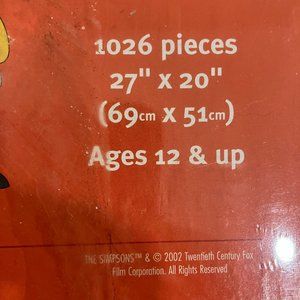 1026 pieces
27" x 20"
(69cm x 51cm)
Ages 12 & up
THE SIMPSONS™ & © 2002 Twentieth Century Fox
Film Corporation. All Rights Reserved